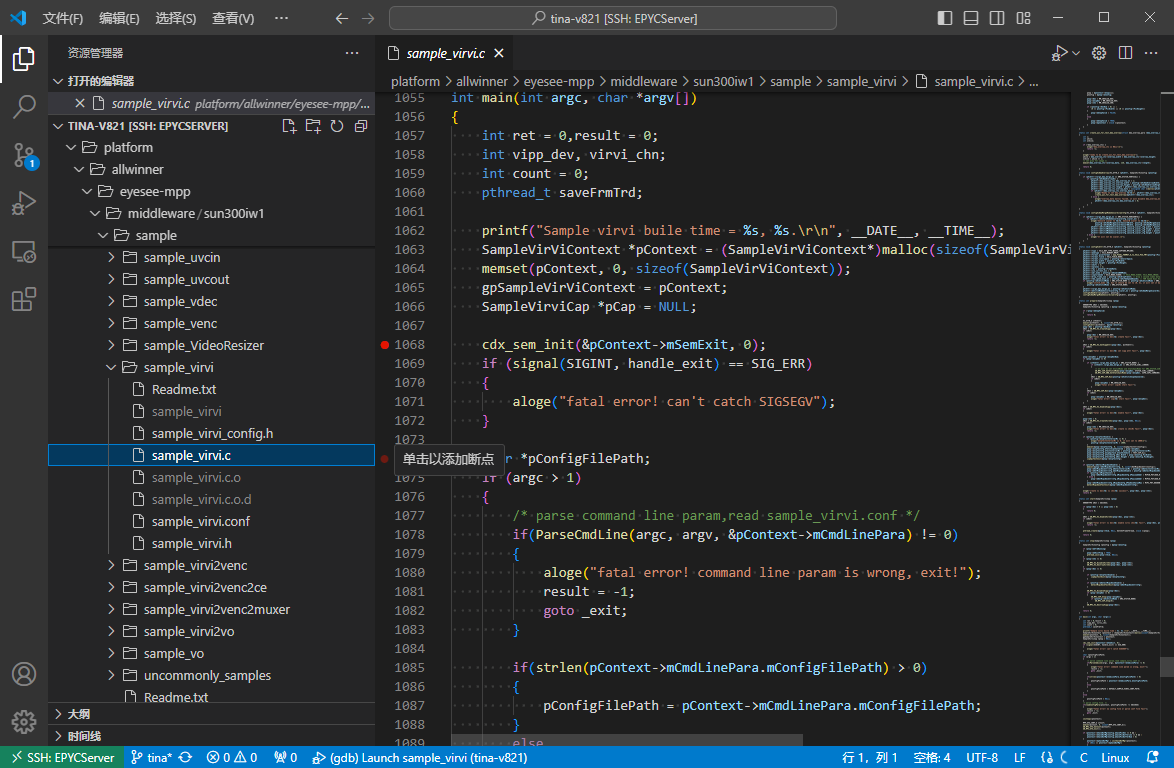 文件(F) 编辑(E) 选择(S) 查看(V) ··· tina-v821 [SSH: EPYCServer]
资源管理器 ···
打开的编辑器
sample_virvi.c platform/allwinner/eyesee-mpp/...
TINA-V821 [SSH: EPYCSERVER]
platform
allwinner
eyesee-mpp
middleware/sun300iw1
sample
sample_uvcin
sample_uvcout
sample_vdec
sample_venc
sample_VideoResizer
sample_virvi
Readme.txt
sample_virvi
sample_virvi_config.h
sample_virvi.c
sample_virvi.c.o
sample_virvi.c.o.d
sample_virvi.conf
sample_virvi.h
sample_virvi2venc
sample_virvi2venc2ce
sample_virvi2venc2muxer
sample_virvi2vo
sample_vo
uncommonly_samples
Readme.txt
大纲
时间线
1
sample_virvi.c
platform > allwinner > eyesee-mpp > middleware > sun300iw1 > sample > sample_virvi > sample_virvi.c > ...
1055 int main(int argc, char *argv[])
1056 {
1057 int ret = 0,result = 0;
1058 int vipp_dev, virvi_chn;
1059 int count = 0;
1060 pthread_t saveFrmTrd;
1061
1062 printf("Sample virvi buile time = %s, %s.\r\n", __DATE__, __TIME__);
1063 SampleVirViContext *pContext = (SampleVirViContext*)malloc(sizeof(SampleVirVi
1064 memset(pContext, 0, sizeof(SampleVirViContext));
1065 gpSampleVirViContext = pContext;
1066 SampleVirviCap *pCap = NULL;
1067
1068 cdx_sem_init(&pContext->mSemExit, 0);
1069 if (signal(SIGINT, handle_exit) == SIG_ERR)
1070 {
1071 aloge("fatal error! can't catch SIGSEGV");
1072 }
1073
单击以添加断点 r *pConfigFilePath;
1075 if (argc > 1)
1076 {
1077 /* parse command line param,read sample_virvi.conf */
1078 if(ParseCmdLine(argc, argv, &pContext->mCmdLinePara) != 0)
1079 {
1080 aloge("fatal error! command line param is wrong, exit!");
1081 result = -1;
1082 goto _exit;
1083 }
1084
1085 if(strlen(pContext->mCmdLinePara.mConfigFilePath) > 0)
1086 {
1087 pConfigFilePath = pContext->mCmdLinePara.mConfigFilePath;
1088 }
1089 else
SSH: EPYCServer tina* 0 0 0 (gdb) Launch sample_virvi (tina-v821) 行 1，列 1 空格: 4 UTF-8 LF C Linux